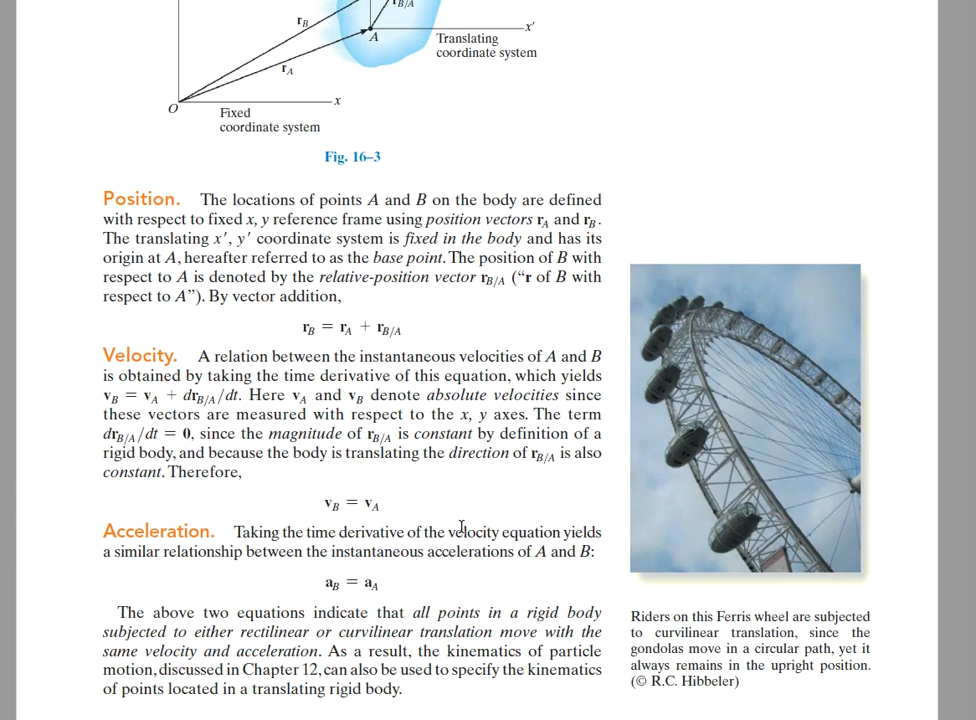 r_B
r_B/A
A
x′
Translating
coordinate system
r_A
O
x
Fixed
coordinate system
Fig. 16–3
Position. The locations of points A and B on the body are defined
with respect to fixed x, y reference frame using position vectors r_A and r_B.
The translating x′, y′ coordinate system is fixed in the body and has its
origin at A, hereafter referred to as the base point. The position of B with
respect to A is denoted by the relative-position vector r_B/A (“r of B with
respect to A”). By vector addition,
r_B = r_A + r_B/A
Velocity. A relation between the instantaneous velocities of A and B
is obtained by taking the time derivative of this equation, which yields
v_B = v_A + dr_B/A/dt. Here v_A and v_B denote absolute velocities since
these vectors are measured with respect to the x, y axes. The term
dr_B/A/dt = 0, since the magnitude of r_B/A is constant by definition of a
rigid body, and because the body is translating the direction of r_B/A is also
constant. Therefore,
v_B = v_A
Acceleration. Taking the time derivative of the velocity equation yields
a similar relationship between the instantaneous accelerations of A and B:
a_B = a_A
The above two equations indicate that all points in a rigid body
subjected to either rectilinear or curvilinear translation move with the
same velocity and acceleration. As a result, the kinematics of particle
motion, discussed in Chapter 12, can also be used to specify the kinematics
of points located in a translating rigid body.
Riders on this Ferris wheel are subjected
to curvilinear translation, since the
gondolas move in a circular path, yet it
always remains in the upright position.
(© R.C. Hibbeler)